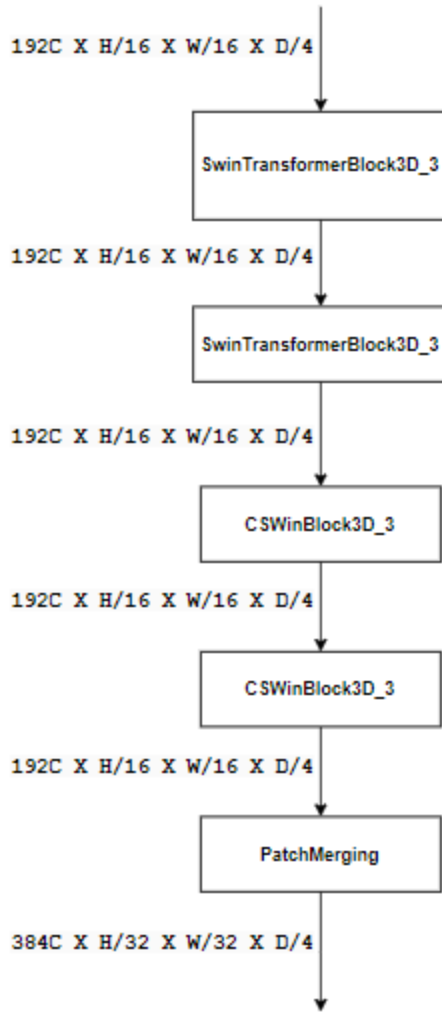 192C X H/16 X W/16 X D/4
SwinTransformerBlock3D_3
192C X H/16 X W/16 X D/4
SwinTransformerBlock3D_3
192C X H/16 X W/16 X D/4
CSWinBlock3D_3
192C X H/16 X W/16 X D/4
CSWinBlock3D_3
192C X H/16 X W/16 X D/4
PatchMerging
384C X H/32 X W/32 X D/4